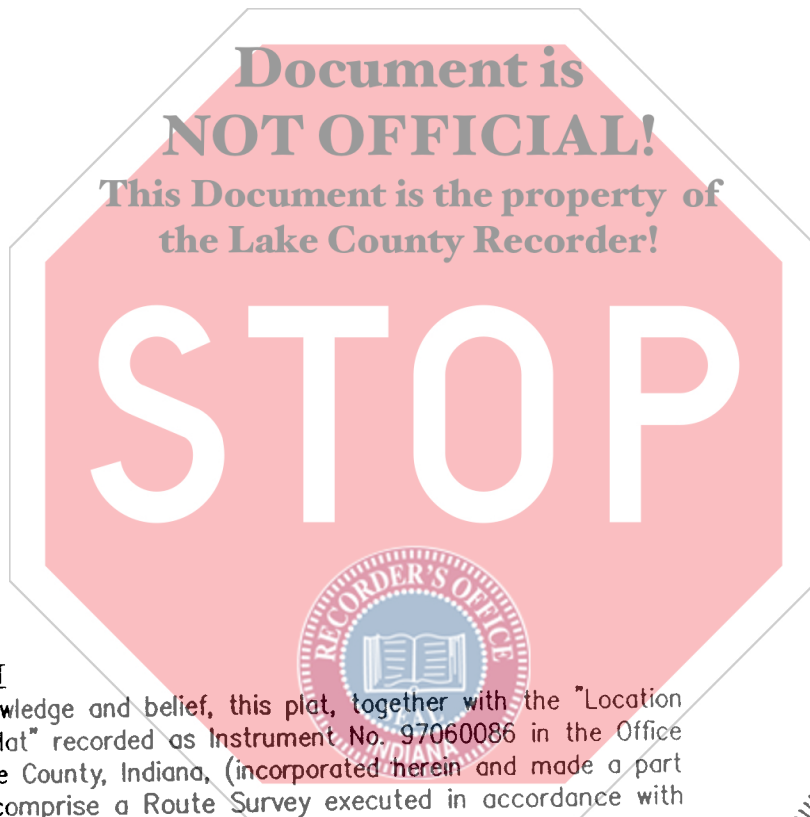 Document is
NOT OFFICIAL!
This Document is the property of
the Lake County Recorder!
STOP
RECORDER'S OFFICE
SEAL
INDIANA
wledge and belief, this plat, together with the "Location
lat" recorded as Instrument No. 97060086 in the Office
e County, Indiana, (incorporated herein and made a part
comprise a Route Survey executed in accordance with